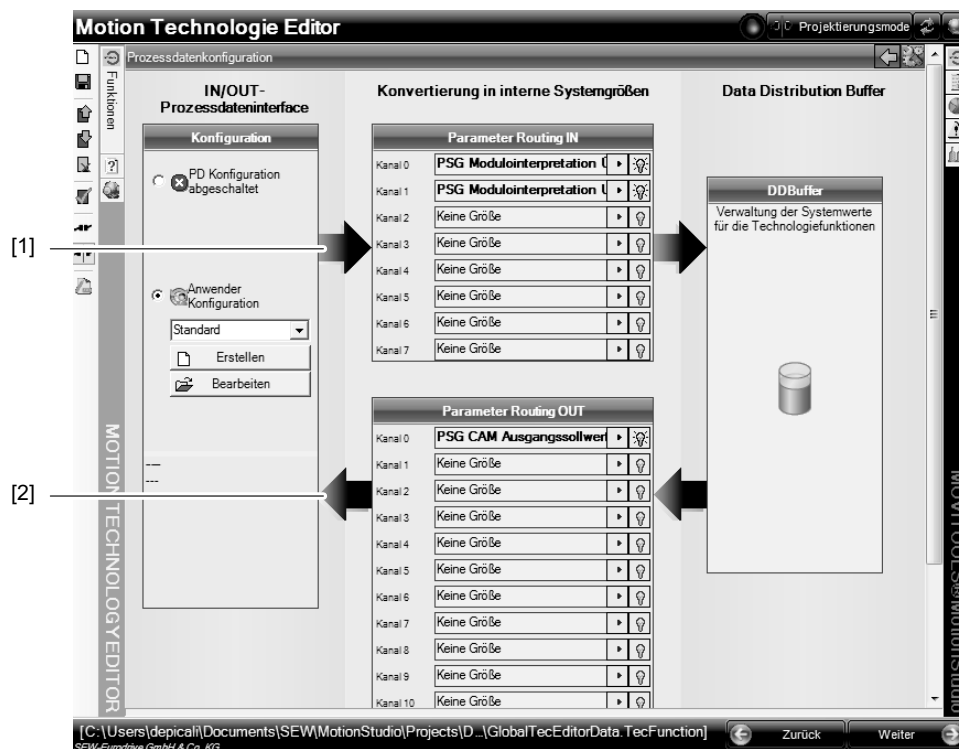 Motion Technologie Editor
Projektierungsmode
Prozessdatenkonfiguration
Funktionen
IN/OUT-
Prozessdateninterface
Konvertierung in interne Systemgrößen
Data Distribution Buffer
Konfiguration
PD Konfiguration
abgeschaltet
Anwender
Konfiguration
Standard
Erstellen
Bearbeiten
---
---
Parameter Routing IN
Kanal 0 PSG Modulointerpretation
Kanal 1 PSG Modulointerpretation
Kanal 2 Keine Größe
Kanal 3 Keine Größe
Kanal 4 Keine Größe
Kanal 5 Keine Größe
Kanal 6 Keine Größe
Kanal 7 Keine Größe
Parameter Routing OUT
Kanal 0 PSG CAM Ausgangssollwert
Kanal 1 Keine Größe
Kanal 2 Keine Größe
Kanal 3 Keine Größe
Kanal 4 Keine Größe
Kanal 5 Keine Größe
Kanal 6 Keine Größe
Kanal 7 Keine Größe
Kanal 8 Keine Größe
Kanal 9 Keine Größe
Kanal 10 Keine Größe
DDBuffer
Verwaltung der Systemwerte
für die Technologiefunktionen
[1]
[2]
MOTION TECHNOLOGY EDITOR
MOVITOOLS®MotionStudio
[C:\Users\depicali\Documents\SEW\MotionStudio\Projects\D...\GlobalTecEditorData.TecFunction]
Zurück
Weiter
SEW-Eurodrive GmbH & Co. KG